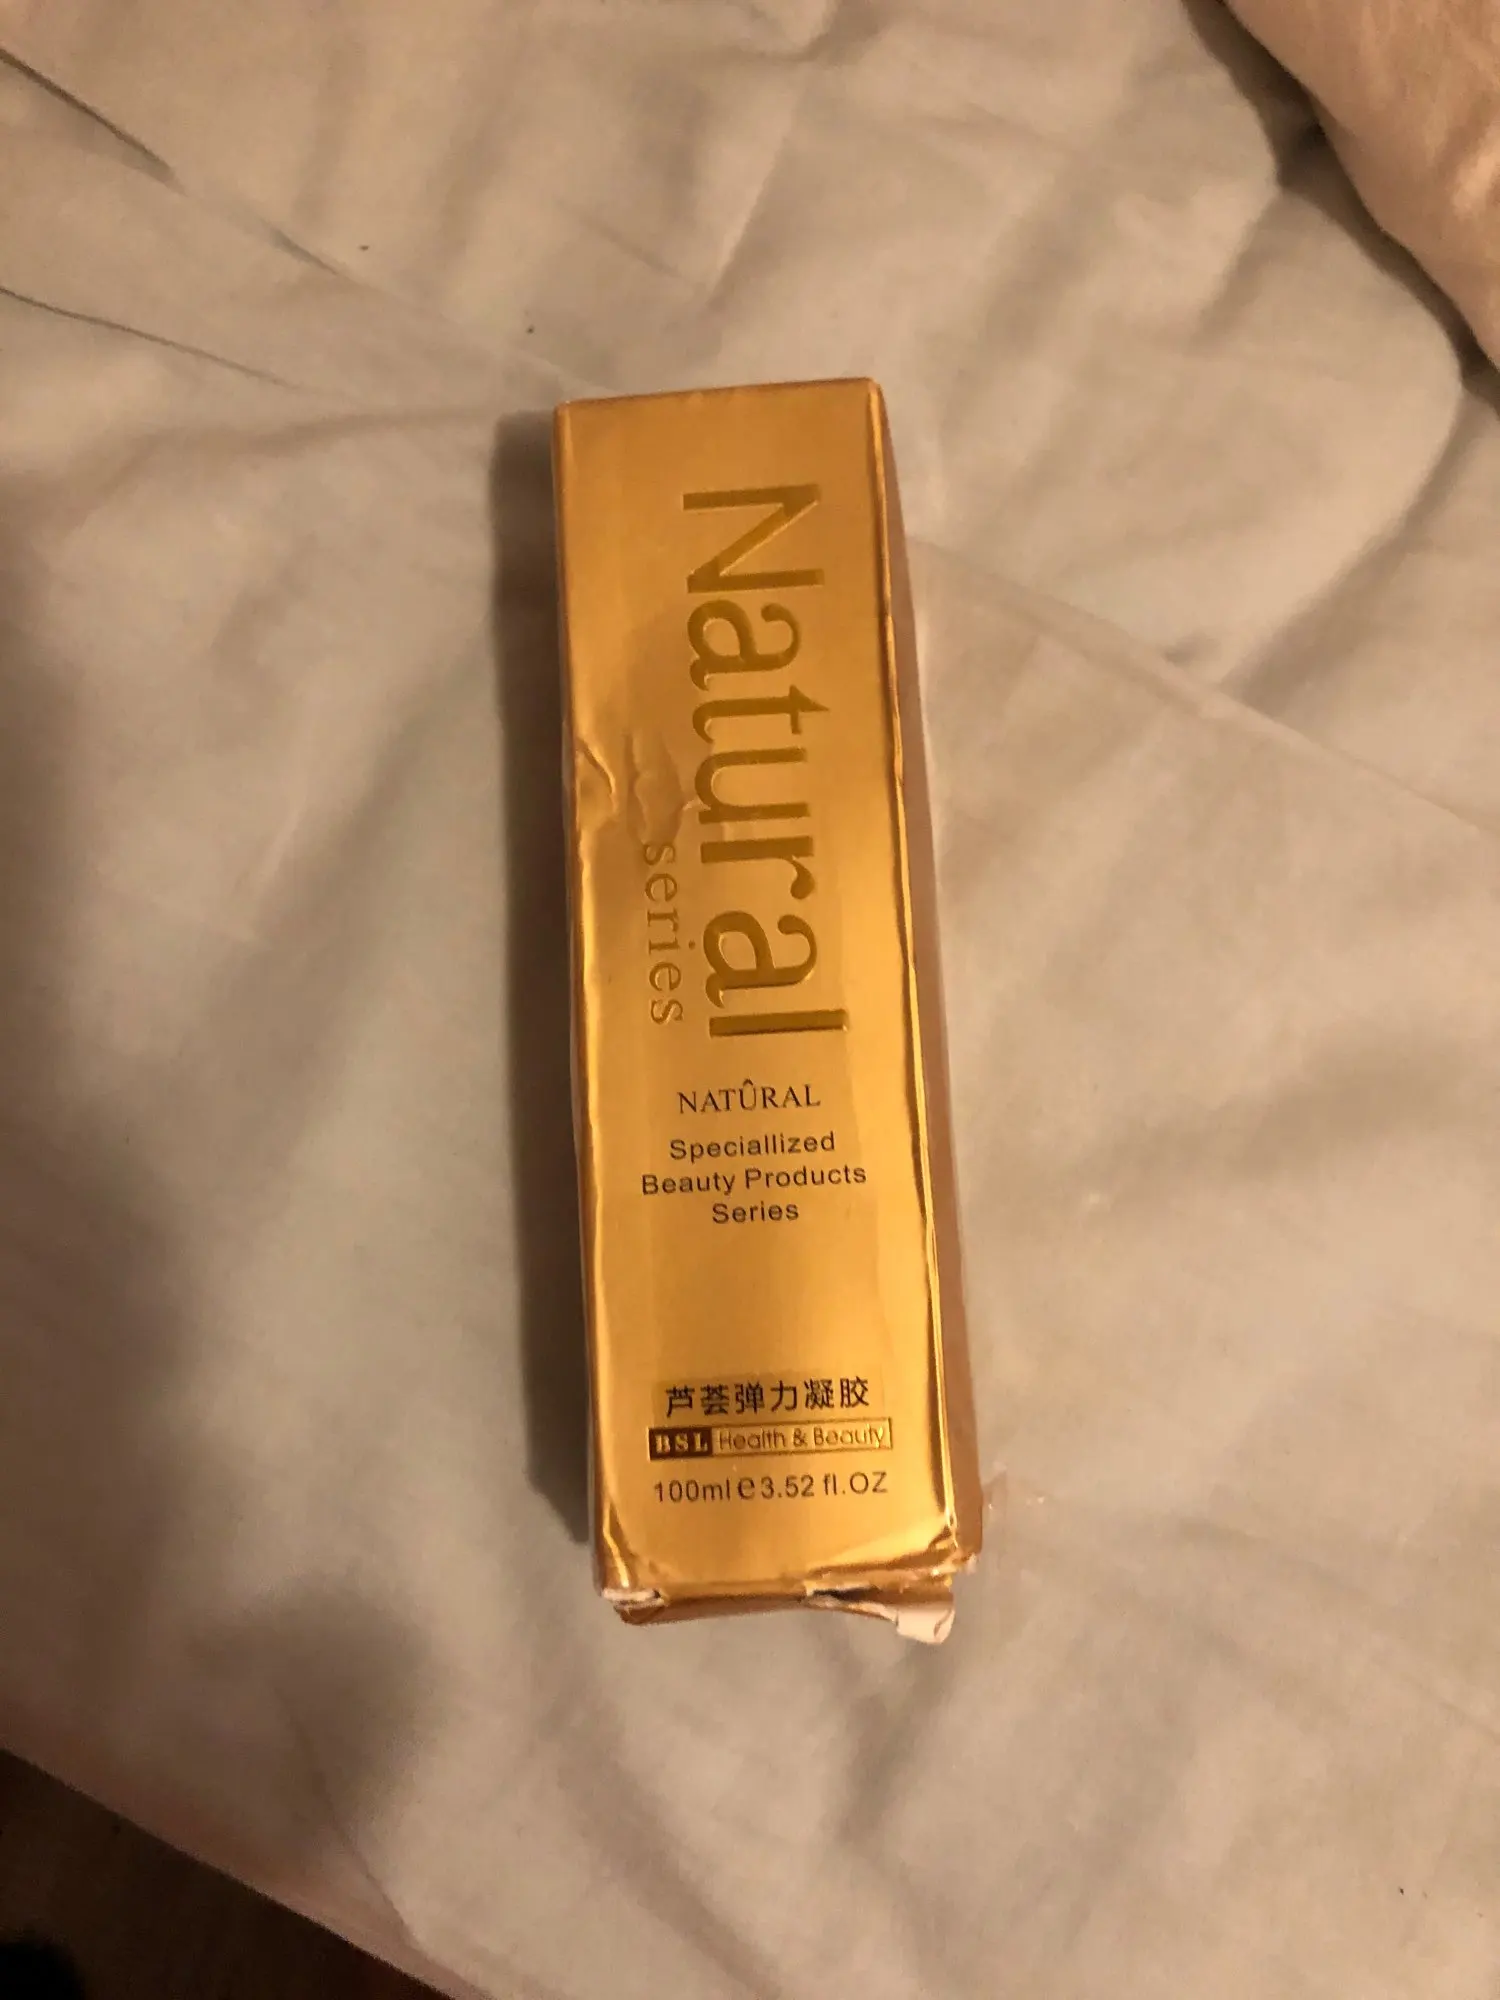 Natural
series
NATÛRAL
Speciallized
Beauty Products
Series
芦荟弹力凝胶
BSL Health & Beauty
100ml e 3.52 fl.OZ